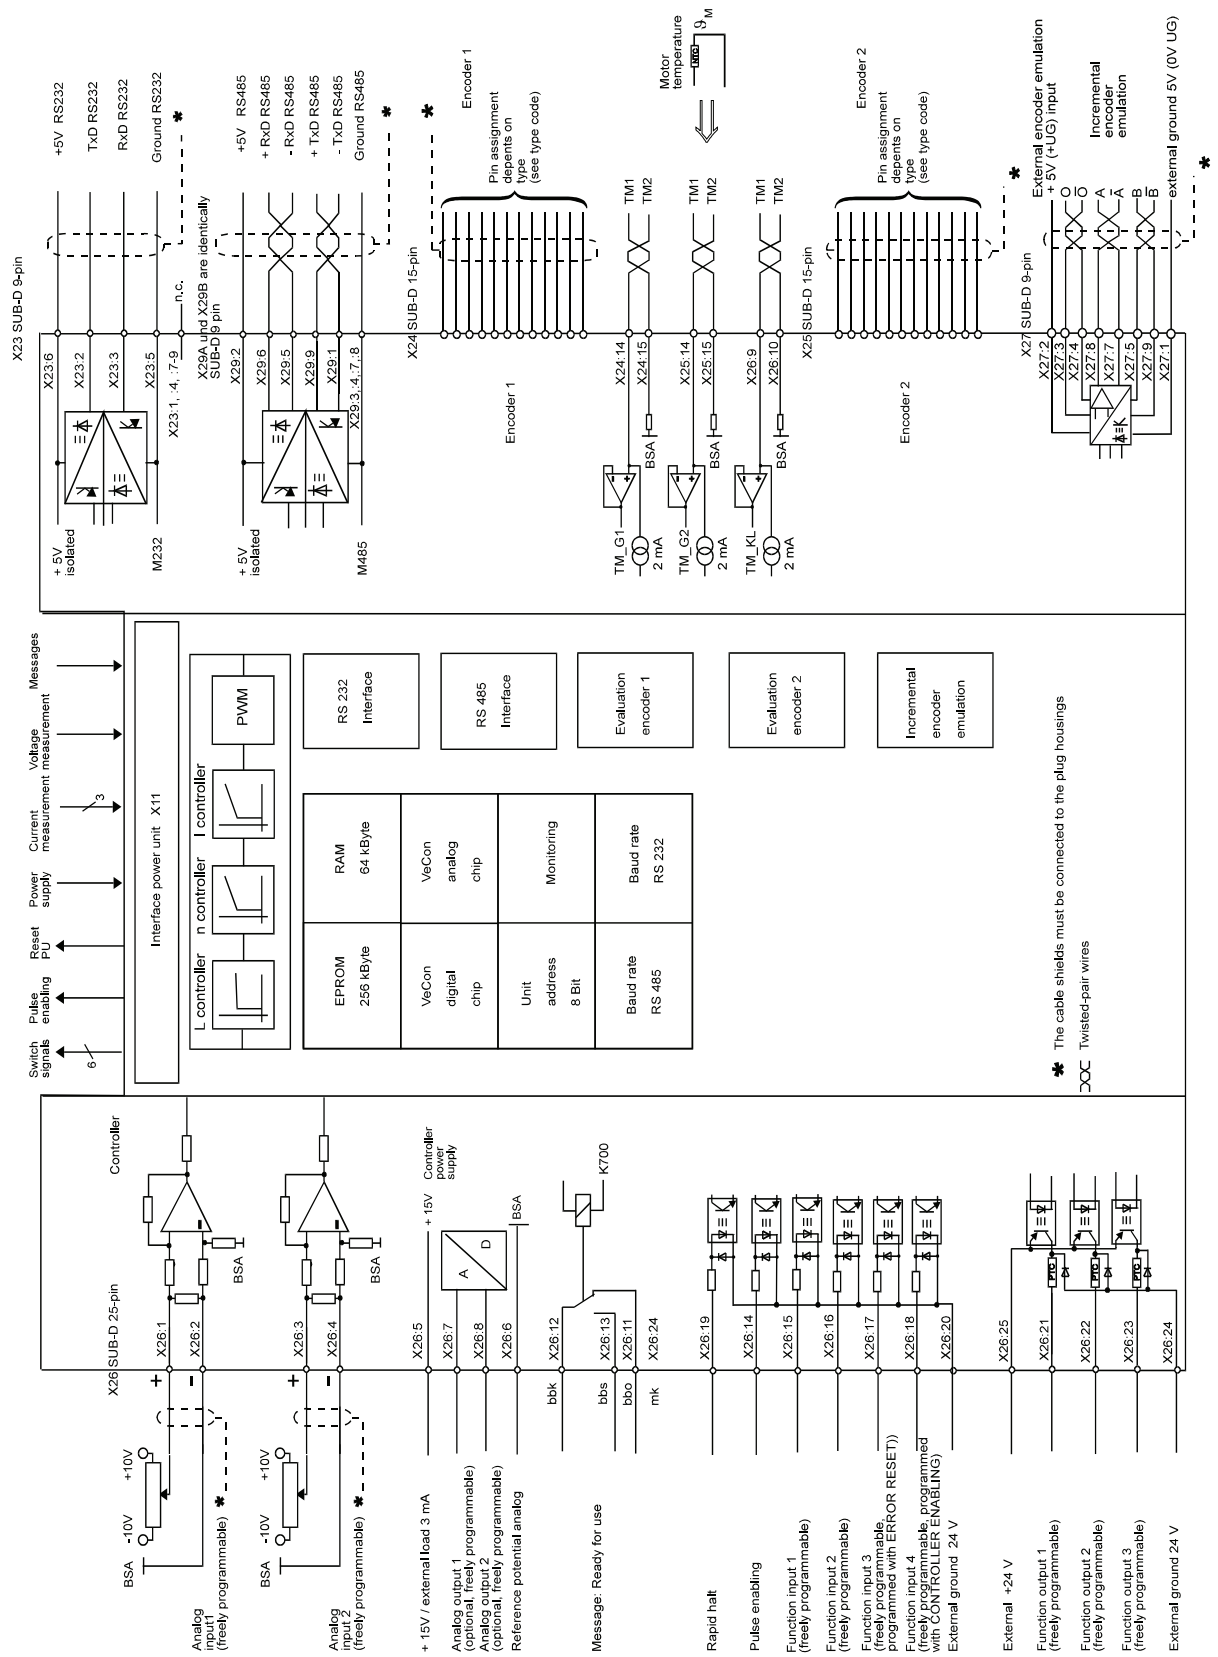 X23 SUB-D 9-pin
+5V RS232
TxD RS232
RxD RS232
Ground RS232
*
n.c.
X23:6
X23:2
X23:3
X23:5
X23:1, :4, :7-9
+ 5V
isolated
M232
X29A and X29B are identically
SUB-D 9 pin
+5V RS485
+ RxD RS485
- RxD RS485
+ TxD RS485
- TxD RS485
Ground RS485
*
X29:2
X29:6
X29:5
X29:9
X29:1
X29:3,:4,:7,:8
+ 5V
isolated
M485
X24 SUB-D 15-pin
*
Encoder 1
Pin assignment
depents on
type
(see type code)
Encoder 1
Motor
temperature
NTC
ϑM
TM1
TM2
TM1
TM2
TM1
TM2
X24:14
X24:15
X25:14
X25:15
X26:9
X26:10
BSA
BSA
BSA
- +
- +
- +
TM_G1
2 mA
TM_G2
2 mA
TM_KL
2 mA
X25 SUB-D 15-pin
Encoder 2
Pin assignment
depents on
type
(see type code)
*
Encoder 2
X27 SUB-D 9-pin
External encoder emulation
+ 5V (+UG) input
O
O
A
A
B
B
Incremental
encoder
emulation
external ground 5V (0V UG)
*
X27:2
X27:3
X27:4
X27:8
X27:7
X27:5
X27:9
X27:1
Switch
signals
6
Pulse
enabling
Reset
PU
Power
supply
Current
measurement
3
Voltage
measurement
Messages
Interface power unit X11
L controller
n controller
I controller
PWM
RS 232
Interface
RS 485
Interface
Evaluation
encoder 1
Evaluation
encoder 2
Incremental
encoder
emulation
EPROM
256 kByte
RAM
64 kByte
VeCon
digital
chip
VeCon
analog
chip
Unit
address
8 Bit
Monitoring
Baud rate
RS 485
Baud rate
RS 232
* The cable shields must be connected to the plug housings
Twisted-pair wires
X26 SUB-D 25-pin
Controller
X26:1
X26:2
BSA
-
+
-
-10V
+10V
BSA
Analog
input1
(freely programmable) *
X26:3
X26:4
BSA
-
+
-
-10V
+10V
BSA
Analog
input 2
(freely programmable) *
+ 15V
Controller
power
supply
X26:5
X26:7
X26:8
X26:6
A
D
BSA
+ 15V / external load 3 mA
Analog output 1
(optional, freely programmable)
Analog output 2
(optional, freely programmable)
Reference potential analog
K700
X26:12
X26:13
X26:11
X26:24
bbk
bbs
bbo
mk
Message: Ready for use
X26:19
X26:14
X26:15
X26:16
X26:17
X26:18
X26:20
Rapid halt
Pulse enabling
Function input 1
(freely programmable)
Function input 2
(freely programmable)
Function input 3
(freely programmable,
programmed with ERROR RESET))
Function input 4
(freely programmable, programmed
with CONTROLLER ENABLING)
External ground 24 V
X26:25
X26:21
X26:22
X26:23
X26:24
PTC
PTC
PTC
External +24 V
Function output 1
(freely programmable)
Function output 2
(freely programmable)
Function output 3
(freely programmable)
External ground 24 V